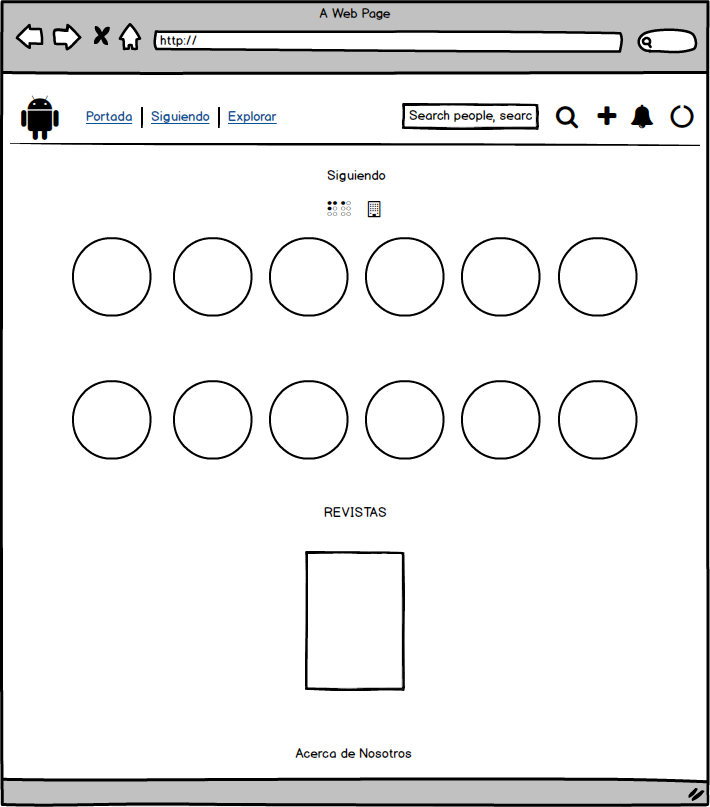 A Web Page
http://
Portada | Siguiendo | Explorar
Search people, searc
Siguiendo
REVISTAS
Acerca de Nosotros